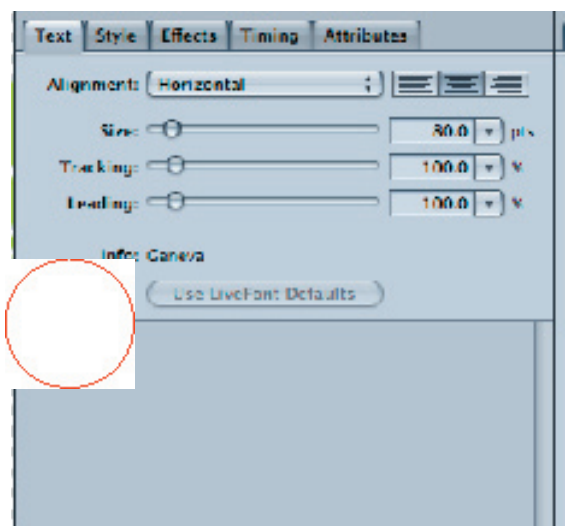 Text Style Effects Timing Attributes
Alignment: Horizontal
Size: 80.0 pts
Tracking: 100.0 %
Leading: 100.0 %
Info: Geneva
Use LiveFont Defaults